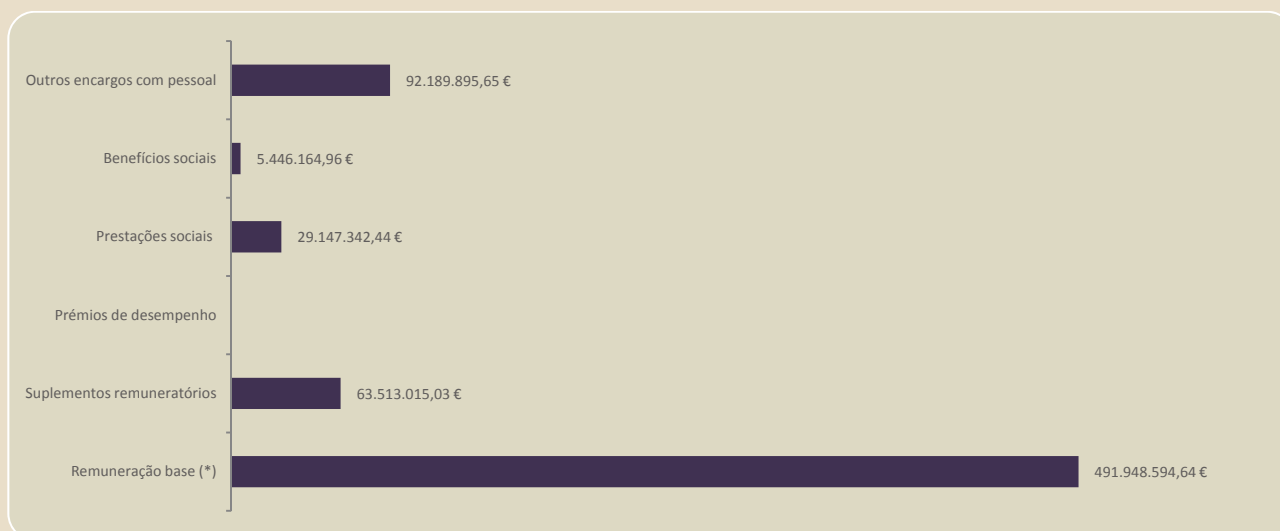 Outros encargos com pessoal 92.189.895,65 €
Benefícios sociais 5.446.164,96 €
Prestações sociais 29.147.342,44 €
Prémios de desempenho
Suplementos remuneratórios 63.513.015,03 €
Remuneração base (*) 491.948.594,64 €